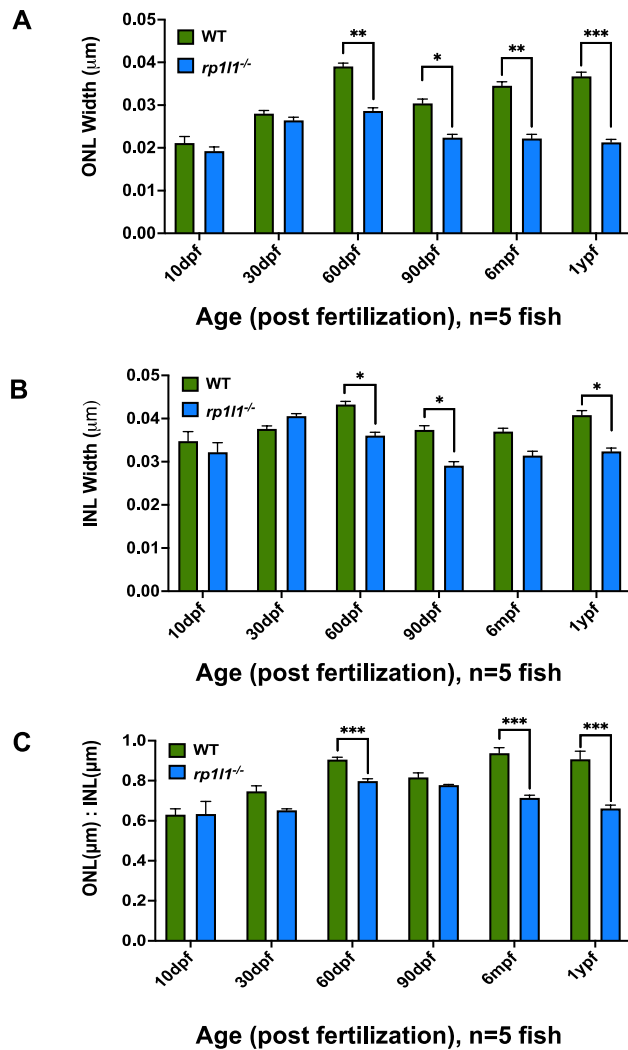 A
WT
rp1l1-/-
** * ** ***
ONL Width (μm)
0.05
0.04
0.03
0.02
0.01
0.00
10dpf 30dpf 60dpf 90dpf 6mpf 1ypf
Age (post fertilization), n=5 fish
B
WT
rp1l1-/-
* * *
INL Width (μm)
0.05
0.04
0.03
0.02
0.01
0.00
10dpf 30dpf 60dpf 90dpf 6mpf 1ypf
Age (post fertilization), n=5 fish
C
WT
rp1l1-/-
*** *** ***
ONL(μm) : INL(μm)
1.0
0.8
0.6
0.4
0.2
0.0
10dpf 30dpf 60dpf 90dpf 6mpf 1ypf
Age (post fertilization), n=5 fish